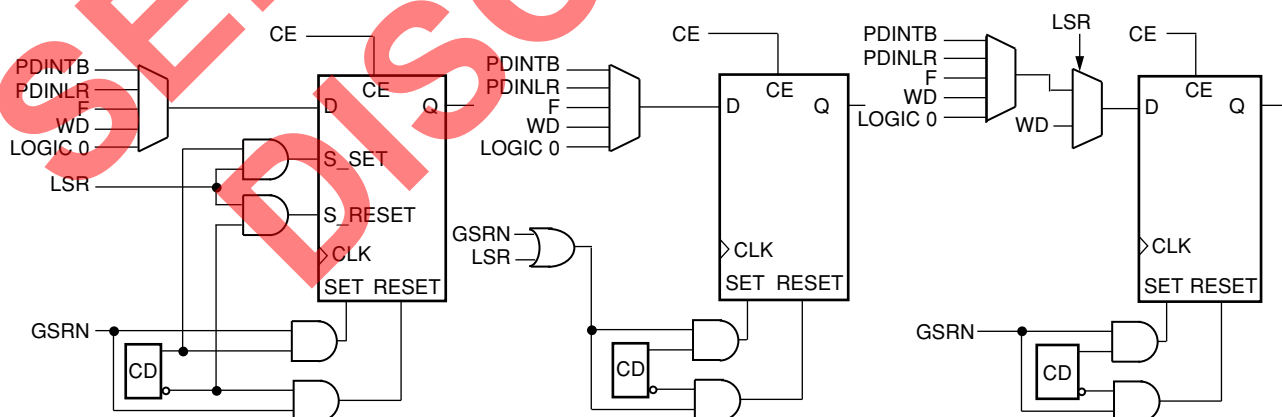 CE
PDINTB
PDINLR
F
WD
LOGIC 0
LSR
D
CE
Q
S_SET
S_RESET
CLK
SET RESET
GSRN
CD
CE
PDINTB
PDINLR
F
WD
LOGIC 0
D
CE
Q
GSRN
LSR
CLK
SET RESET
CD
LSR
CE
PDINTB
PDINLR
F
WD
LOGIC 0
WD
D
CE
Q
CLK
SET RESET
GSRN
CD